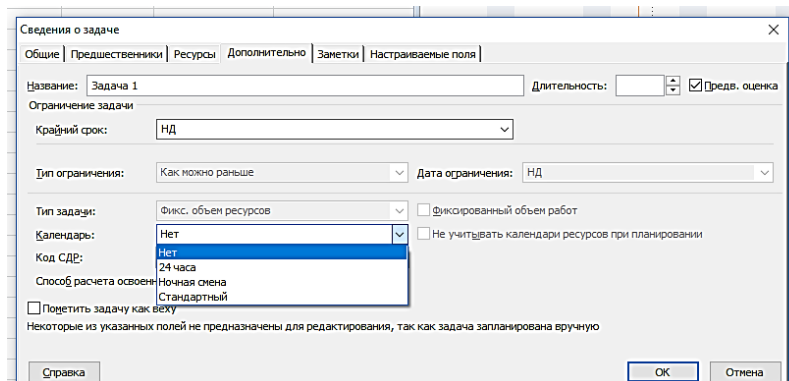 Сведения о задаче
Общие Предшественники Ресурсы Дополнительно Заметки Настраиваемые поля
Название: Задача 1 Длительность: Предв. оценка
Ограничение задачи
Крайний срок: НД
Тип ограничения: Как можно раньше Дата ограничения: НД
Тип задачи: Фикс. объем ресурсов Фиксированный объем работ
Календарь: Нет Не учитывать календари ресурсов при планировании
Нет
Код СДР: 24 часа
Способ расчета освоенн Ночная смена
Стандартный
Пометить задачу как веху
Некоторые из указанных полей не предназначены для редактирования, так как задача запланирована вручную
Справка ОК Отмена